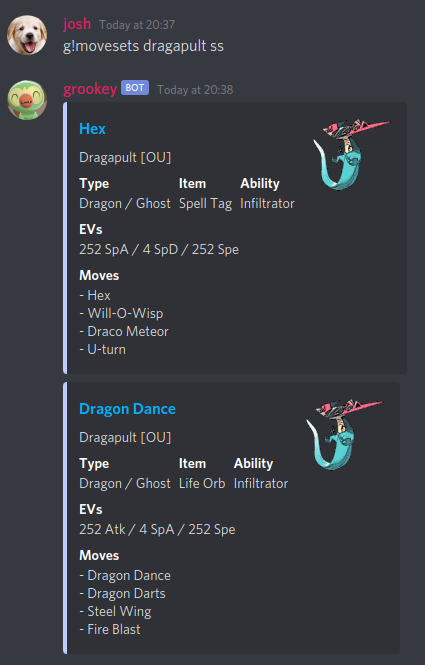 josh Today at 20:37
g!movesets dragapult ss
grookey BOT Today at 20:38
Hex
Dragapult [OU]
Type Item Ability
Dragon / Ghost Spell Tag Infiltrator
EVs
252 SpA / 4 SpD / 252 Spe
Moves
- Hex
- Will-O-Wisp
- Draco Meteor
- U-turn
Dragon Dance
Dragapult [OU]
Type Item Ability
Dragon / Ghost Life Orb Infiltrator
EVs
252 Atk / 4 SpA / 252 Spe
Moves
- Dragon Dance
- Dragon Darts
- Steel Wing
- Fire Blast